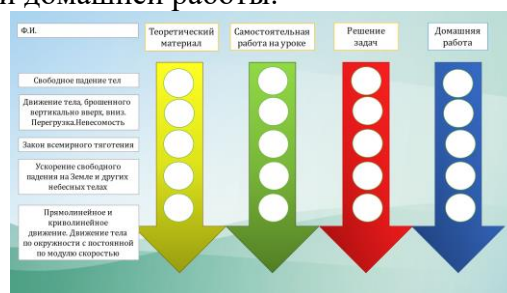 и домашней работы.
Ф.И.
Теоретический
материал
Самостоятельная
работа на уроке
Решение
задач
Домашняя
работа
Свободное падение тел
Движение тела, брошенного
вертикально вверх, вниз.
Перегрузка.Невесомость
Закон всемирного тяготения
Ускорение свободного
падения на Земле и других
небесных телах
Прямолинейное и
криволинейное
движение. Движение тела
по окружности с постоянной
по модулю скоростью